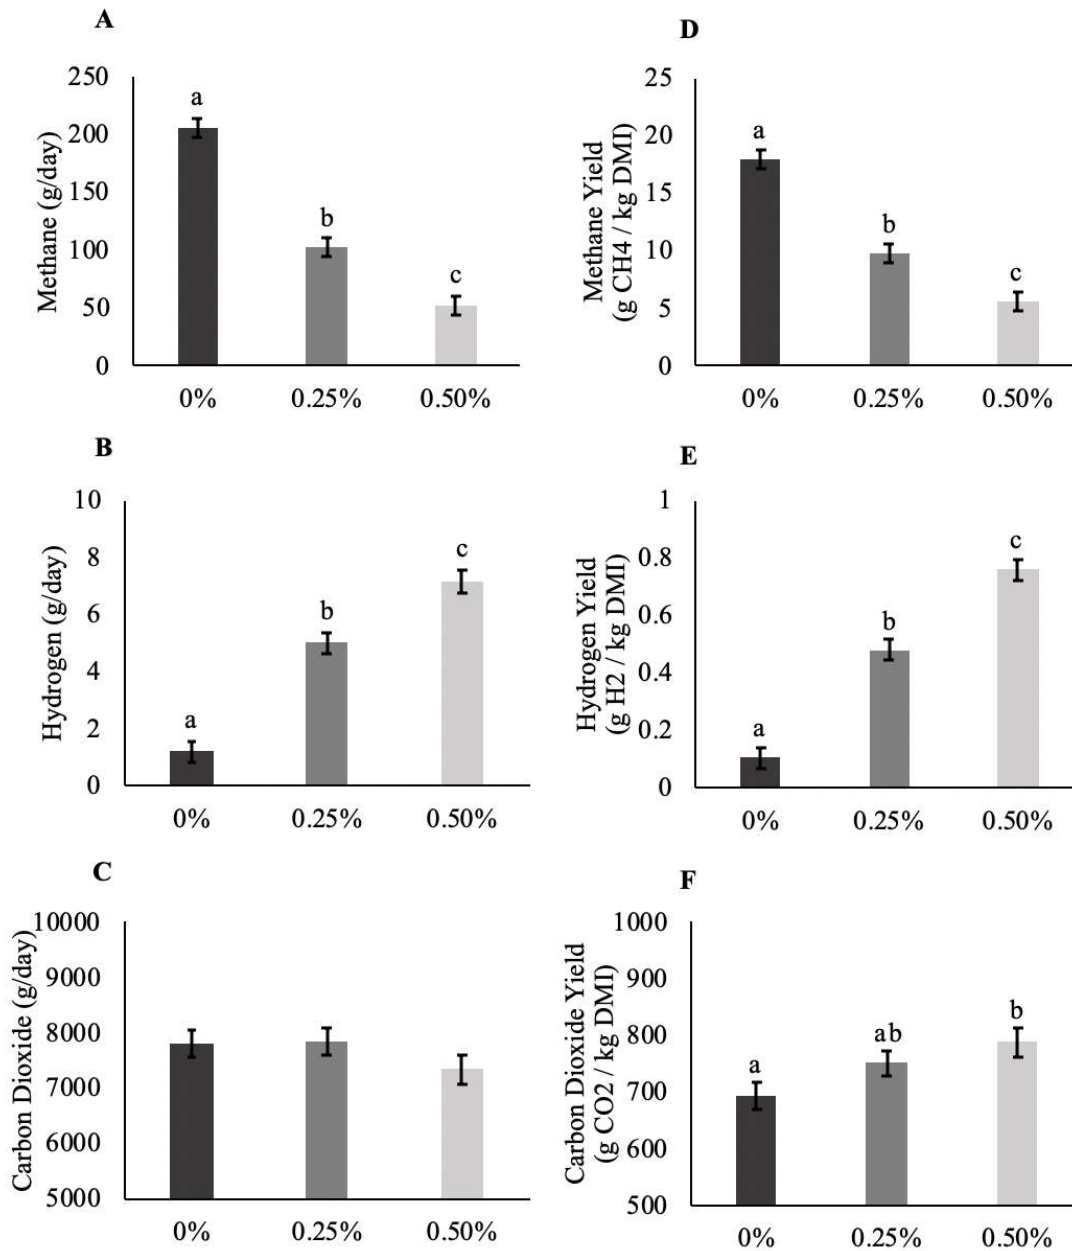 A
Methane (g/day)
250
200
150
100
50
0
a
b
c
0% 0.25% 0.50%
D
Methane Yield
(g CH4 / kg DMI)
25
20
15
10
5
0
a
b
c
0% 0.25% 0.50%
B
Hydrogen (g/day)
10
8
6
4
2
0
a
b
c
0% 0.25% 0.50%
E
Hydrogen Yield
(g H2 / kg DMI)
1
0.8
0.6
0.4
0.2
0
a
b
c
0% 0.25% 0.50%
C
Carbon Dioxide (g/day)
10000
9000
8000
7000
6000
5000
0% 0.25% 0.50%
F
Carbon Dioxide Yield
(g CO2 / kg DMI)
1000
900
800
700
600
500
a
ab
b
0% 0.25% 0.50%